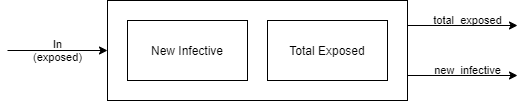 total_exposed
In
(exposed)
New Infective
Total Exposed
new_infective